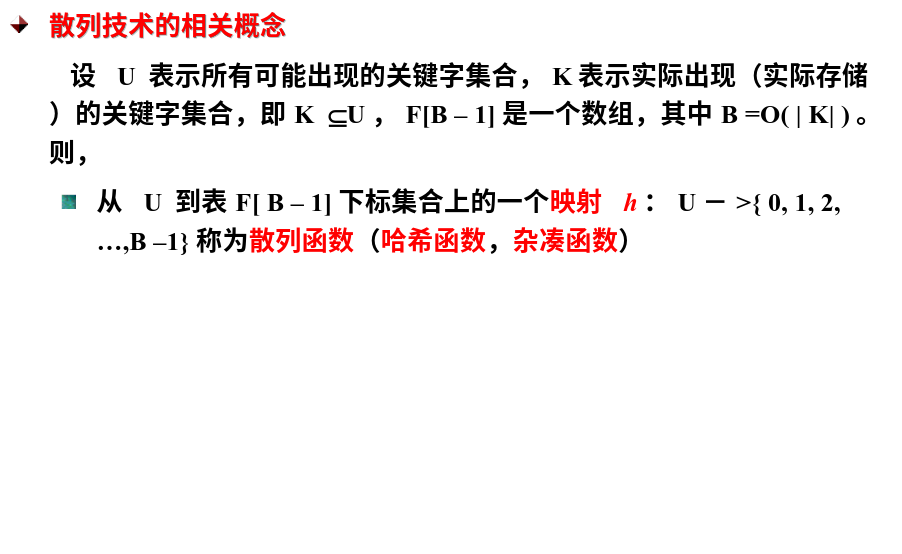 散列技术的相关概念
设 U 表示所有可能出现的关键字集合， K 表示实际出现（实际存储
）的关键字集合，即 K ⊆U ， F[B – 1] 是一个数组，其中 B =O( | K| ) 。
则，
从 U 到表 F[ B – 1] 下标集合上的一个映射 h ： U － >{ 0, 1, 2,
…,B –1} 称为散列函数（哈希函数，杂凑函数）